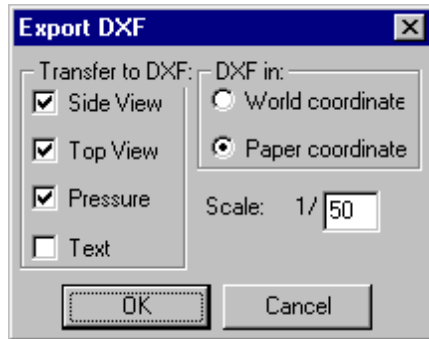 Export DXF
Transfer to DXF:
Side View
Top View
Pressure
Text
DXF in:
World coordinate
Paper coordinate
Scale: 1/ 50
OK
Cancel